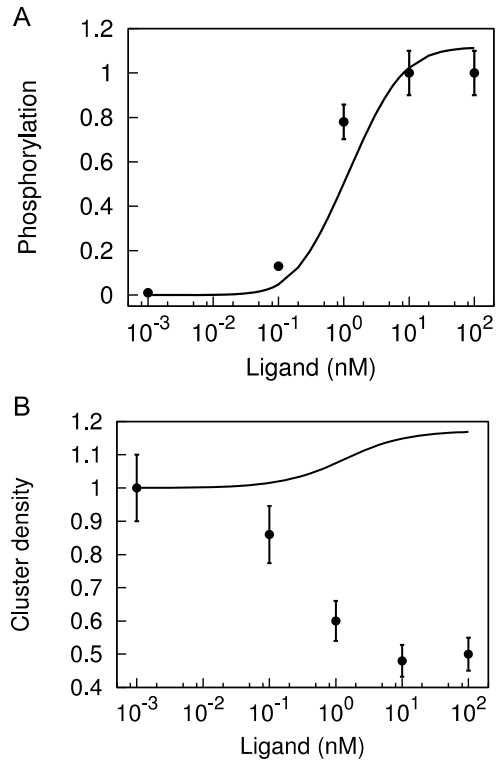 A
Phosphorylation
1.2
1
0.8
0.6
0.4
0.2
0
10⁻³ 10⁻² 10⁻¹ 10⁰ 10¹ 10²
Ligand (nM)
B
Cluster density
1.2
1.1
1
0.9
0.8
0.7
0.6
0.5
0.4
10⁻³ 10⁻² 10⁻¹ 10⁰ 10¹ 10²
Ligand (nM)